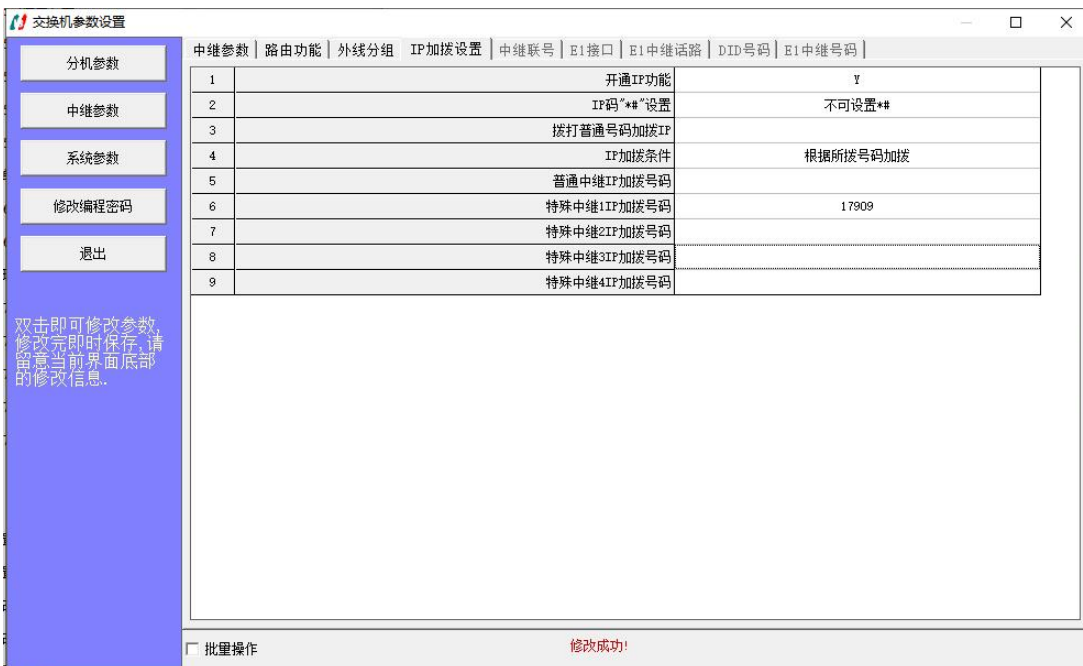 交换机参数设置
分机参数
中继参数
系统参数
修改编程密码
退出
双击即可修改参数,
修改完即时保存,请
留意当前界面底部
的修改信息.
中继参数 路由功能 外线分组 IP加拨设置 中继联号 E1接口 E1中继话路 DID号码 E1中继号码
1 开通IP功能 Y
2 IP码"*#"设置 不可设置*#
3 拨打普通号码加拨IP
4 IP加拨条件 根据所拨号码加拨
5 普通中继IP加拨号码
6 特殊中继1IP加拨号码 17909
7 特殊中继2IP加拨号码
8 特殊中继3IP加拨号码
9 特殊中继4IP加拨号码
批量操作 修改成功!